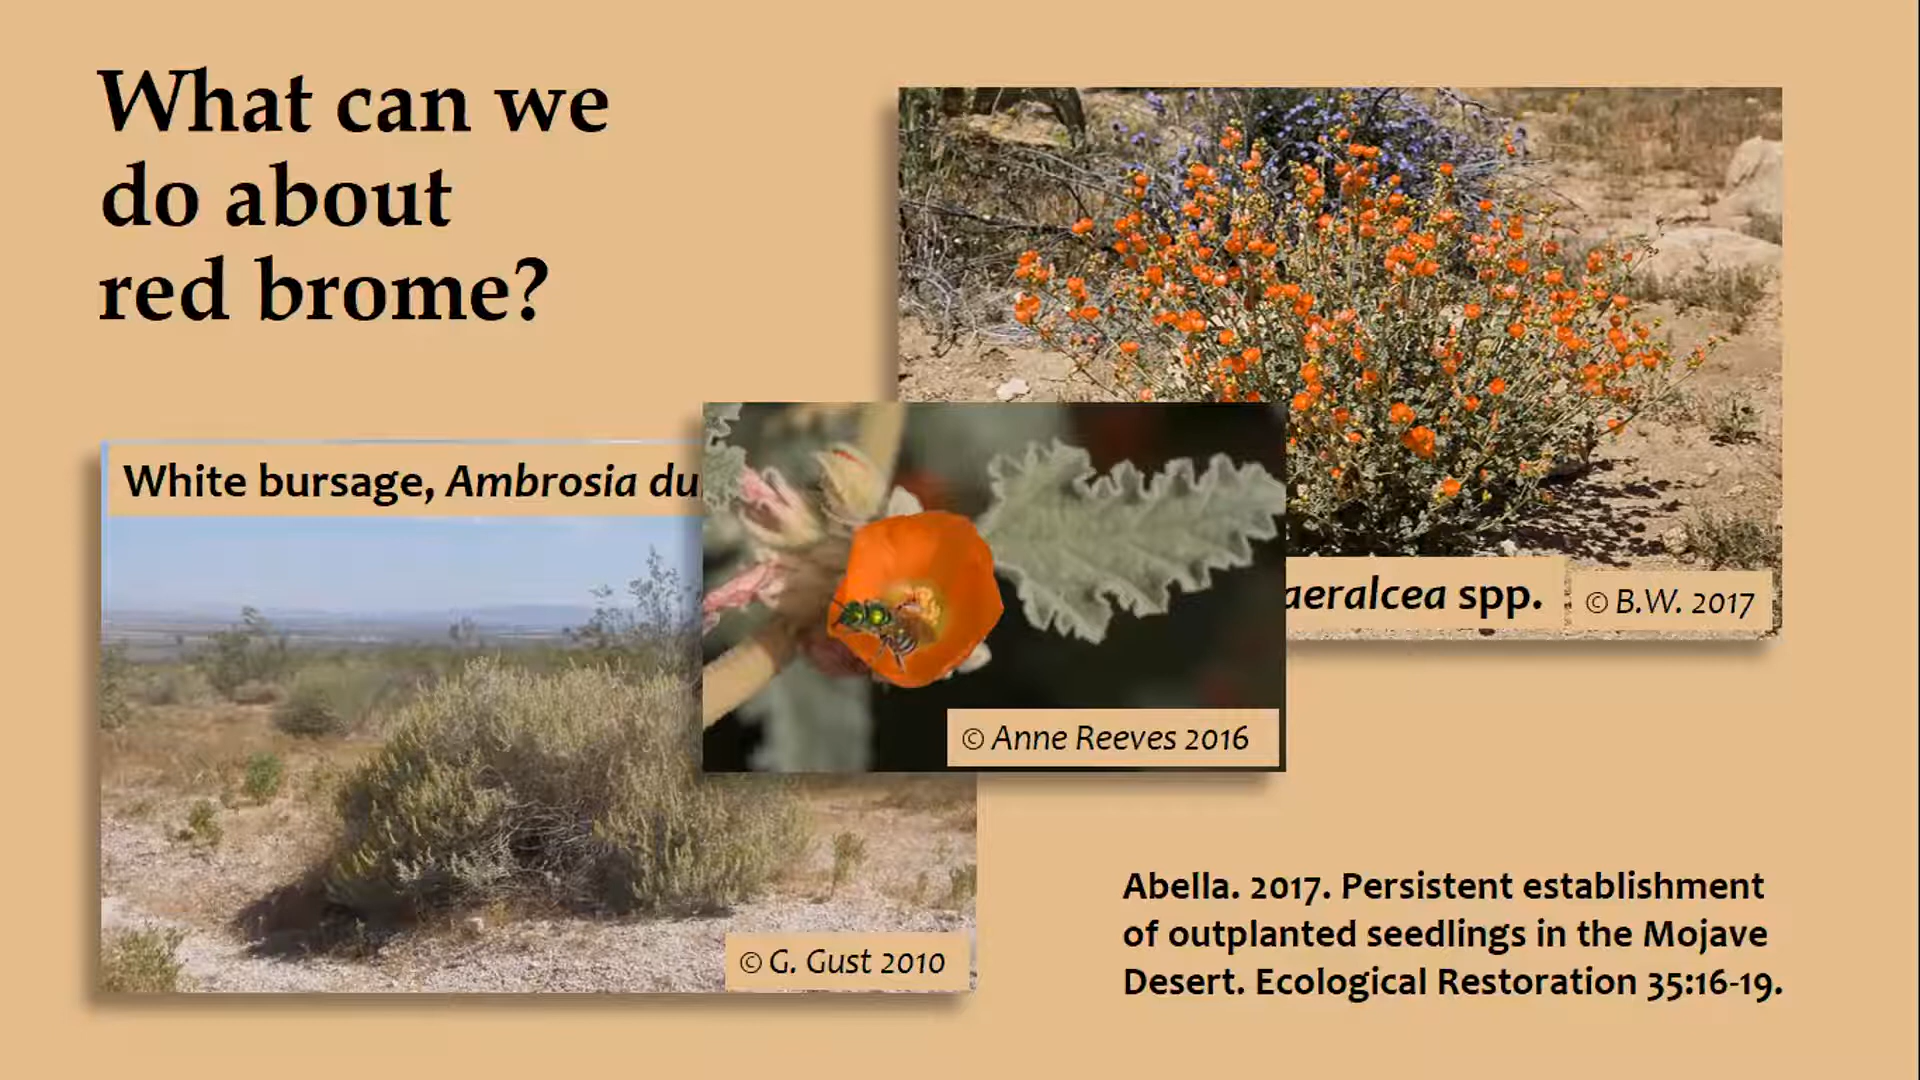 What can we
do about
red brome?
White bursage, Ambrosia du
aeralcea spp.
© B.W. 2017
© Anne Reeves 2016
© G. Gust 2010
Abella. 2017. Persistent establishment
of outplanted seedlings in the Mojave
Desert. Ecological Restoration 35:16-19.